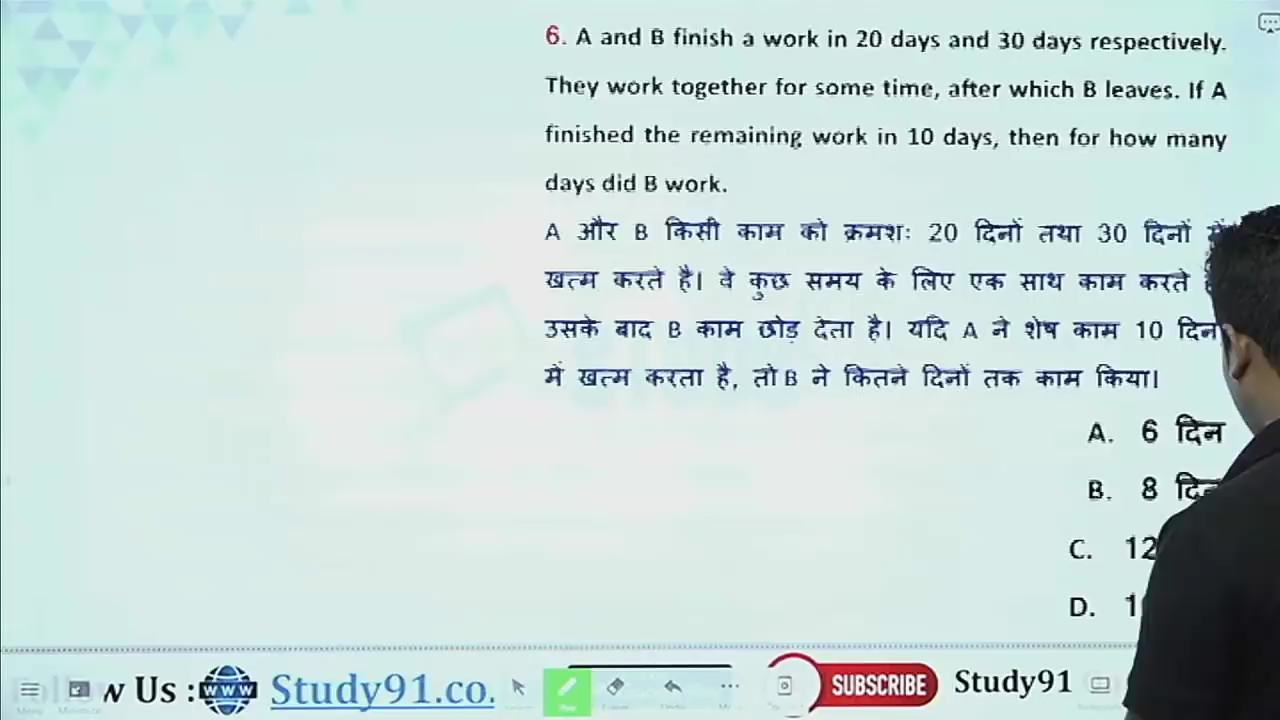 6. A and B finish a work in 20 days and 30 days respectively.
They work together for some time, after which B leaves. If A
finished the remaining work in 10 days, then for how many
days did B work.
A और B किसी काम को क्रमशः 20 दिनों तथा 30 दिनों में
खत्म करते है। वे कुछ समय के लिए एक साथ काम करते
उसके बाद B काम छोड़ देता है। यदि A ने शेष काम 10 दिन
में खत्म करता है, तो B ने कितने दिनों तक काम किया।
A. 6 दिन
B. 8 दिन
C. 12
D.
w Us : www Study91.co. SUBSCRIBE Study91